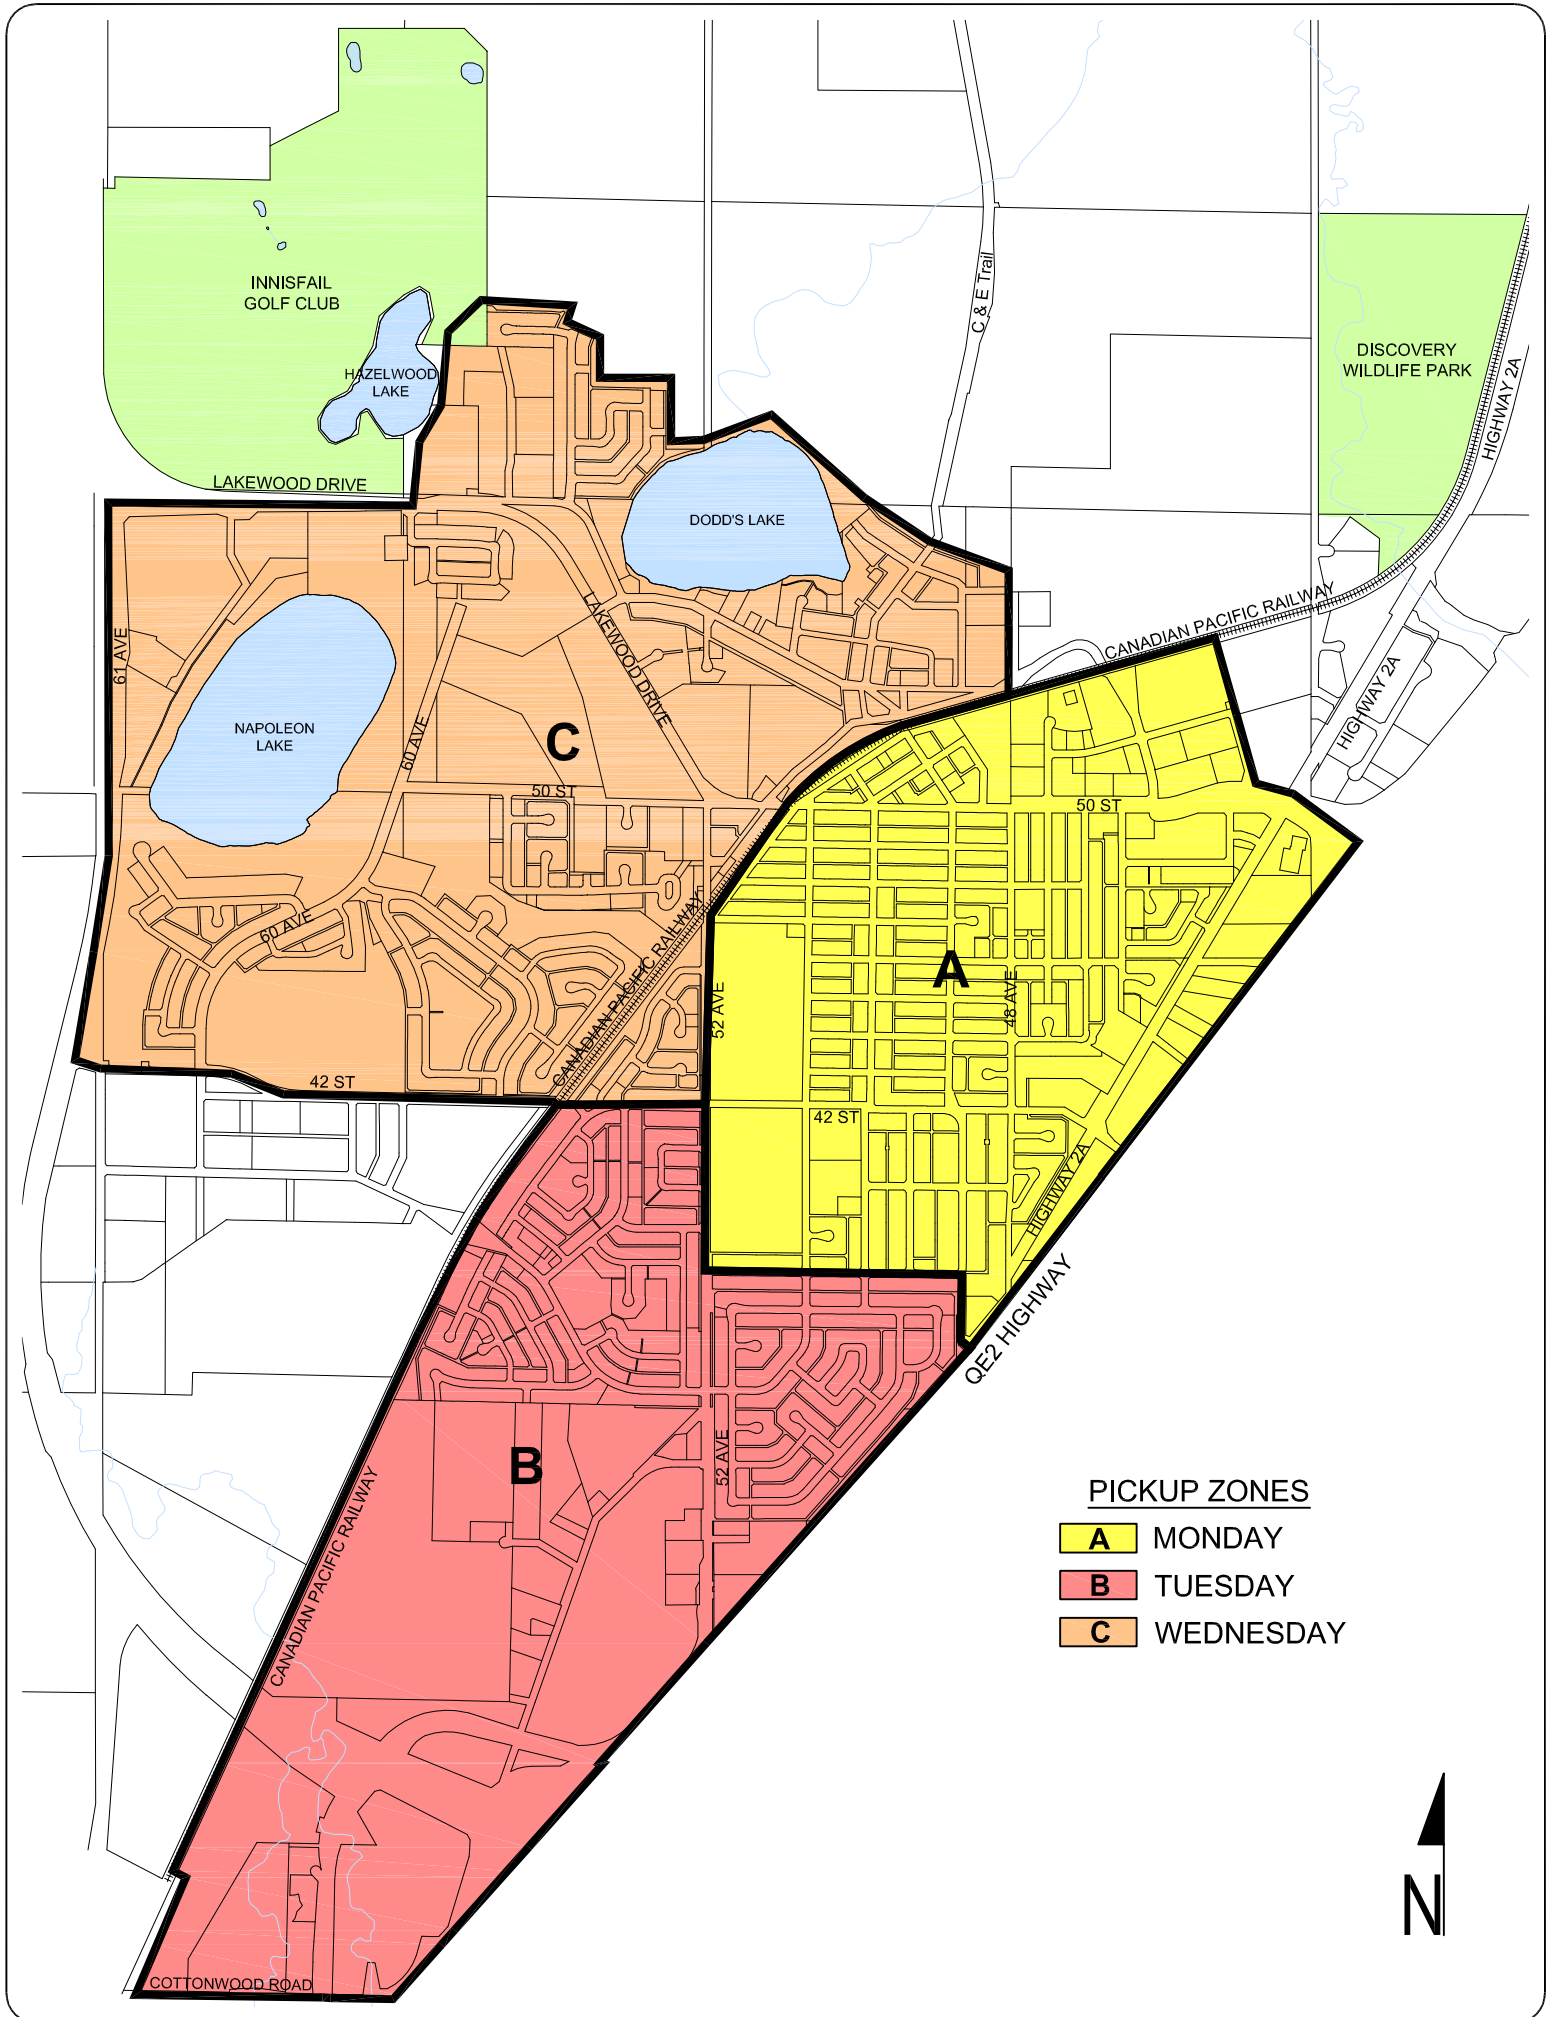 INNISFAIL
GOLF CLUB
C & E Trail
HAZELWOOD
LAKE
DISCOVERY
WILDLIFE PARK
HIGHWAY 2A
LAKEWOOD DRIVE
DODD'S LAKE
CANADIAN PACIFIC RAILWAY
61 AVE
LAKEWOOD DRIVE
HIGHWAY 2A
NAPOLEON
LAKE
60 AVE
C
50 ST
50 ST
60 AVE
CANADIAN PACIFIC RAILWAY
A
52 AVE
48 AVE
42 ST
42 ST
HIGHWAY 2A
QE2 HIGHWAY
B
52 AVE
CANADIAN PACIFIC RAILWAY
PICKUP ZONES
A MONDAY
B TUESDAY
C WEDNESDAY
N
COTTONWOOD ROAD